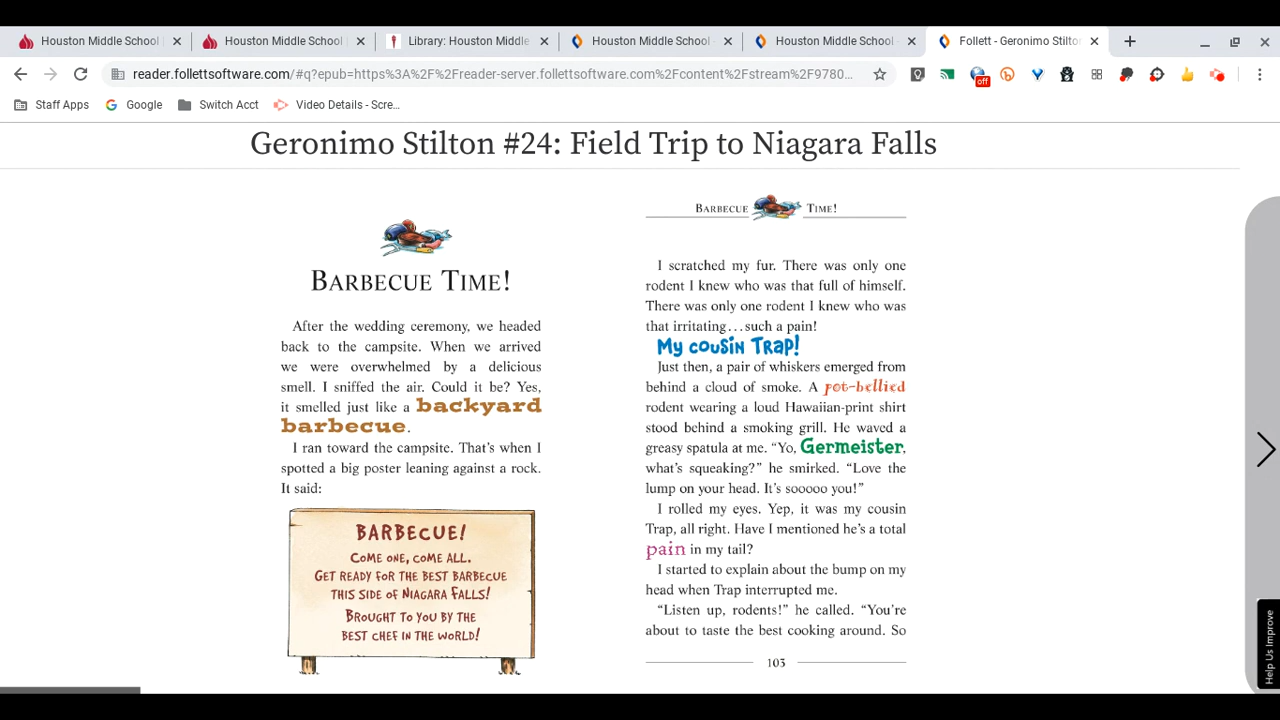 Houston Middle School
Houston Middle School
Library: Houston Middle
Houston Middle School
Houston Middle School
Follett - Geronimo Stilton
reader.follettsoftware.com/#q?epub=https%3A%2F%2Freader-server.follettsoftware.com%2Fcontent%2Fstream%2F9780...
off
Staff Apps
Google
Switch Acct
Video Details - Scre...
Geronimo Stilton #24: Field Trip to Niagara Falls
BARBECUE TIME!
After the wedding ceremony, we headed
back to the campsite. When we arrived
we were overwhelmed by a delicious
smell. I sniffed the air. Could it be? Yes,
it smelled just like a backyard
barbecue.
I ran toward the campsite. That's when I
spotted a big poster leaning against a rock.
It said:
BARBECUE!
COME ONE, COME ALL.
GET READY FOR THE BEST BARBECUE
THIS SIDE OF NIAGARA FALLS!
BROUGHT TO YOU BY THE
BEST CHEF IN THE WORLD!
BARBECUE TIME!
I scratched my fur. There was only one
rodent I knew who was that full of himself.
There was only one rodent I knew who was
that irritating...such a pain!
My cousin Trap!
Just then, a pair of whiskers emerged from
behind a cloud of smoke. A pot-bellied
rodent wearing a loud Hawaiian-print shirt
stood behind a smoking grill. He waved a
greasy spatula at me. "Yo, Germeister,
what's squeaking?" he smirked. "Love the
lump on your head. It's sooooo you!"
I rolled my eyes. Yep, it was my cousin
Trap, all right. Have I mentioned he's a total
pain in my tail?
I started to explain about the bump on my
head when Trap interrupted me.
"Listen up, rodents!" he called. "You're
about to taste the best cooking around. So
103
Help Us Improve